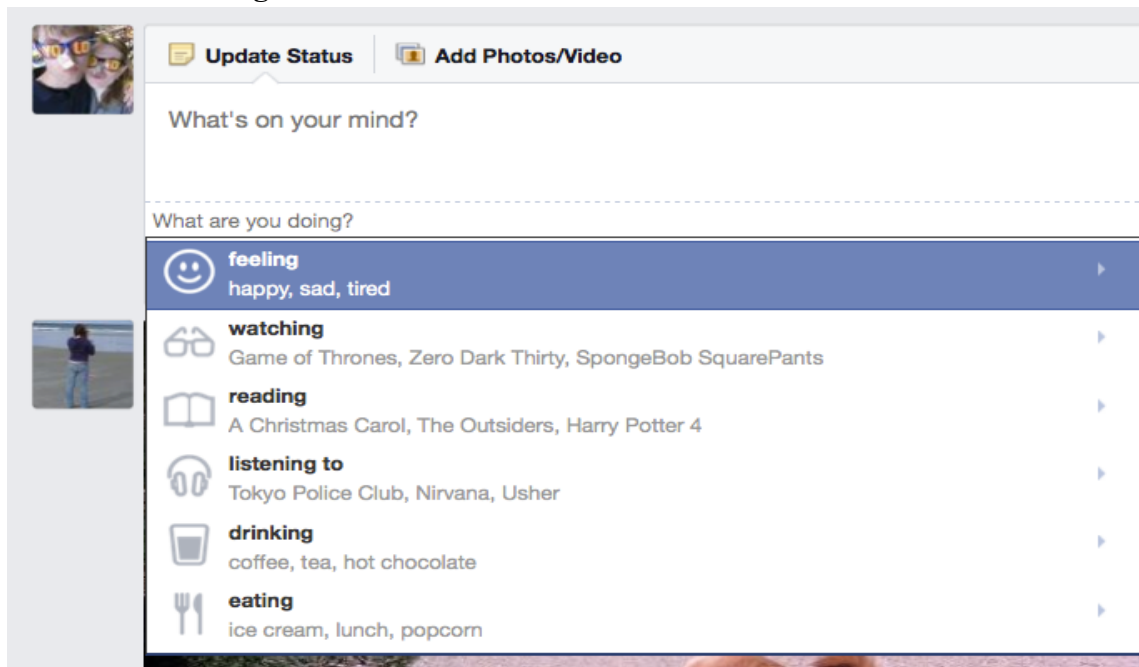 Update Status Add Photos/Video
What's on your mind?
What are you doing?
feeling
happy, sad, tired
watching
Game of Thrones, Zero Dark Thirty, SpongeBob SquarePants
reading
A Christmas Carol, The Outsiders, Harry Potter 4
listening to
Tokyo Police Club, Nirvana, Usher
drinking
coffee, tea, hot chocolate
eating
ice cream, lunch, popcorn